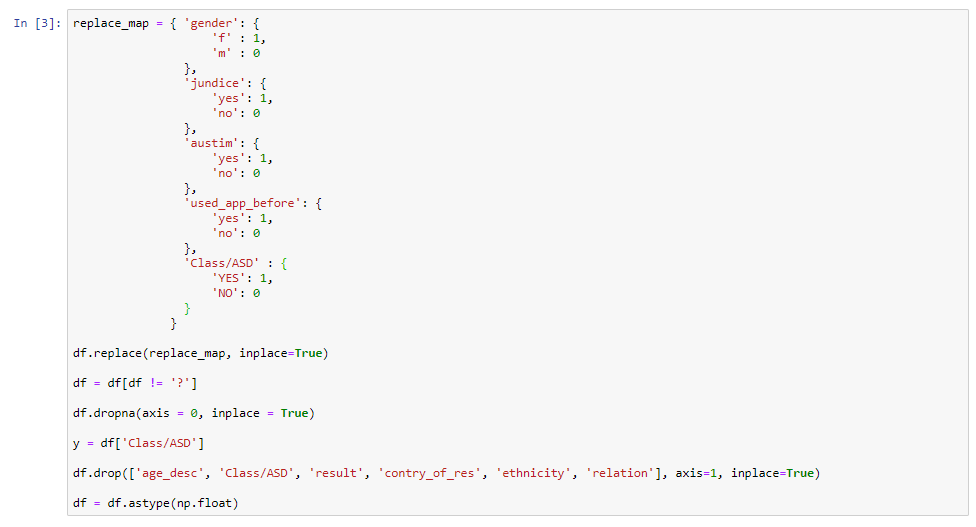 In [3]: replace_map = { 'gender': {
'f' : 1,
'm' : 0
},
'jundice': {
'yes': 1,
'no': 0
},
'austim': {
'yes': 1,
'no': 0
},
'used_app_before': {
'yes': 1,
'no': 0
},
'Class/ASD' : {
'YES': 1,
'NO': 0
}
}
df.replace(replace_map, inplace=True)
df = df[df != '?']
df.dropna(axis = 0, inplace = True)
y = df['Class/ASD']
df.drop(['age_desc', 'Class/ASD', 'result', 'contry_of_res', 'ethnicity', 'relation'], axis=1, inplace=True)
df = df.astype(np.float)